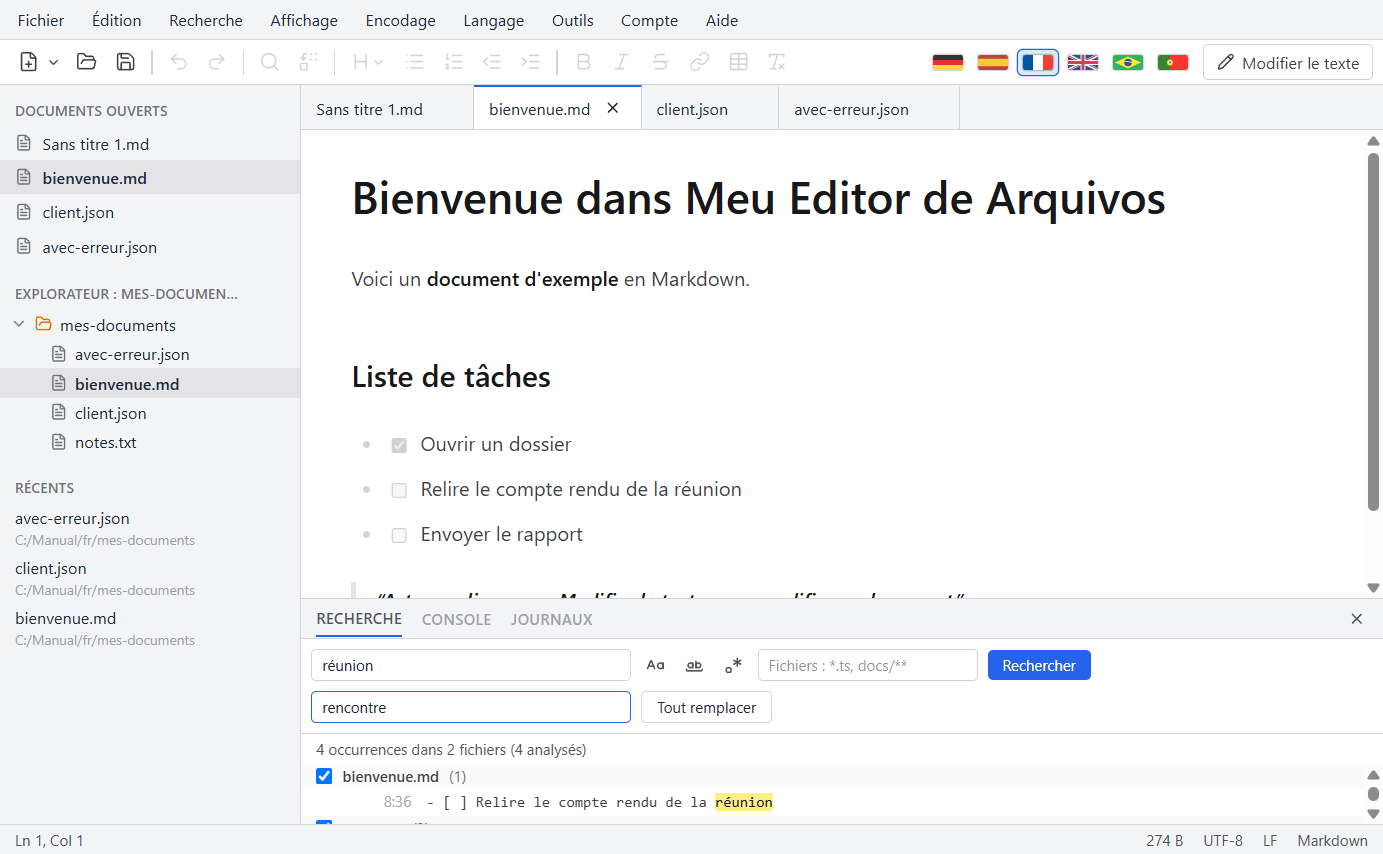 Fichier Édition Recherche Affichage Encodage Langage Outils Compte Aide
H B I S Modifier le texte
DOCUMENTS OUVERTS
Sans titre 1.md
bienvenue.md
client.json
avec-erreur.json
EXPLORATEUR : MES-DOCUMEN...
mes-documents
avec-erreur.json
bienvenue.md
client.json
notes.txt
RÉCENTS
avec-erreur.json
C:/Manual/fr/mes-documents
client.json
C:/Manual/fr/mes-documents
bienvenue.md
C:/Manual/fr/mes-documents
Sans titre 1.md bienvenue.md client.json avec-erreur.json
Bienvenue dans Meu Editor de Arquivos
Voici un document d'exemple en Markdown.
Liste de tâches
Ouvrir un dossier
Relire le compte rendu de la réunion
Envoyer le rapport
RECHERCHE CONSOLE JOURNAUX
réunion Aa ab .* Fichiers : *.ts, docs/** Rechercher
rencontre Tout remplacer
4 occurrences dans 2 fichiers (4 analysés)
bienvenue.md (1)
8:36 - [ ] Relire le compte rendu de la réunion
Ln 1, Col 1 274 B UTF-8 LF Markdown